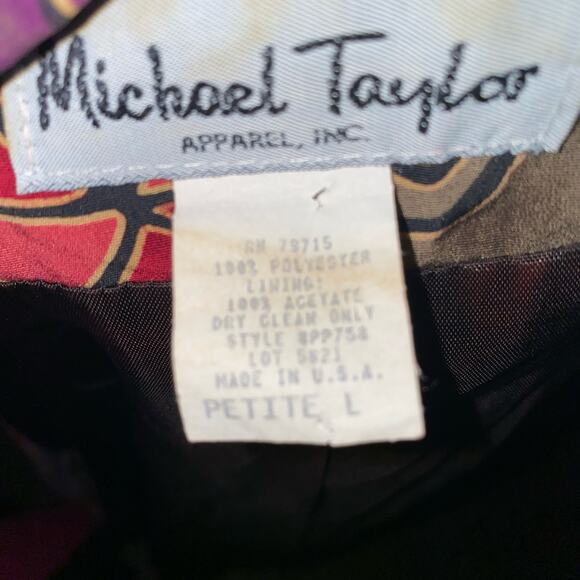 Michael Taylor
APPAREL, INC.
RN 78715
100% POLYESTER
LINING:
100% ACETATE
DRY CLEAN ONLY
STYLE 8PP758
LOT 5821
MADE IN U.S.A.
PETITE L